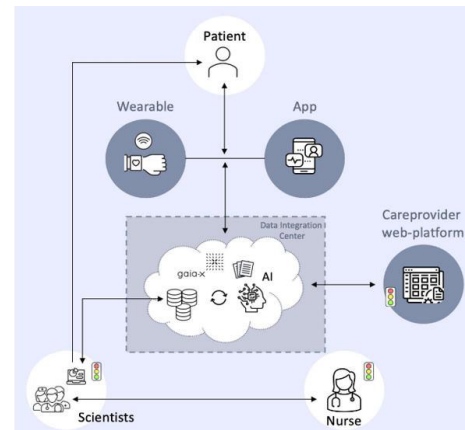 Patient
Wearable
App
Data Integration
Center
gaia-x
AI
Careprovider
web-platform
Scientists
Nurse